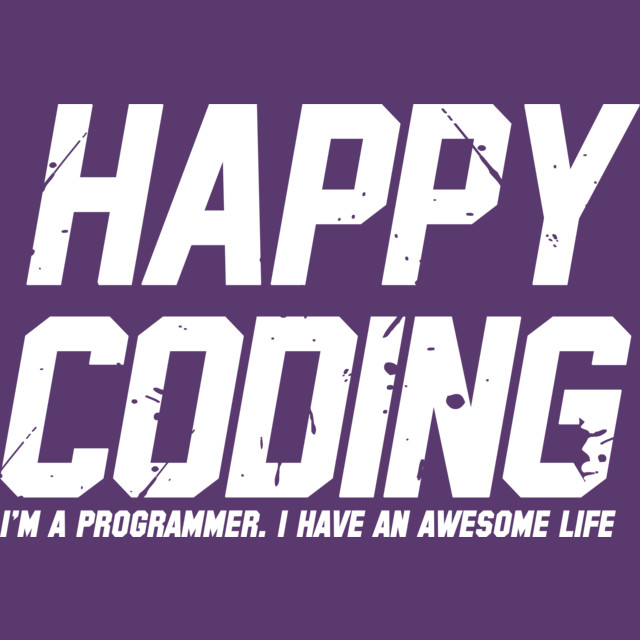 HAPPY
CODING
I'M A PROGRAMMER. I HAVE AN AWESOME LIFE